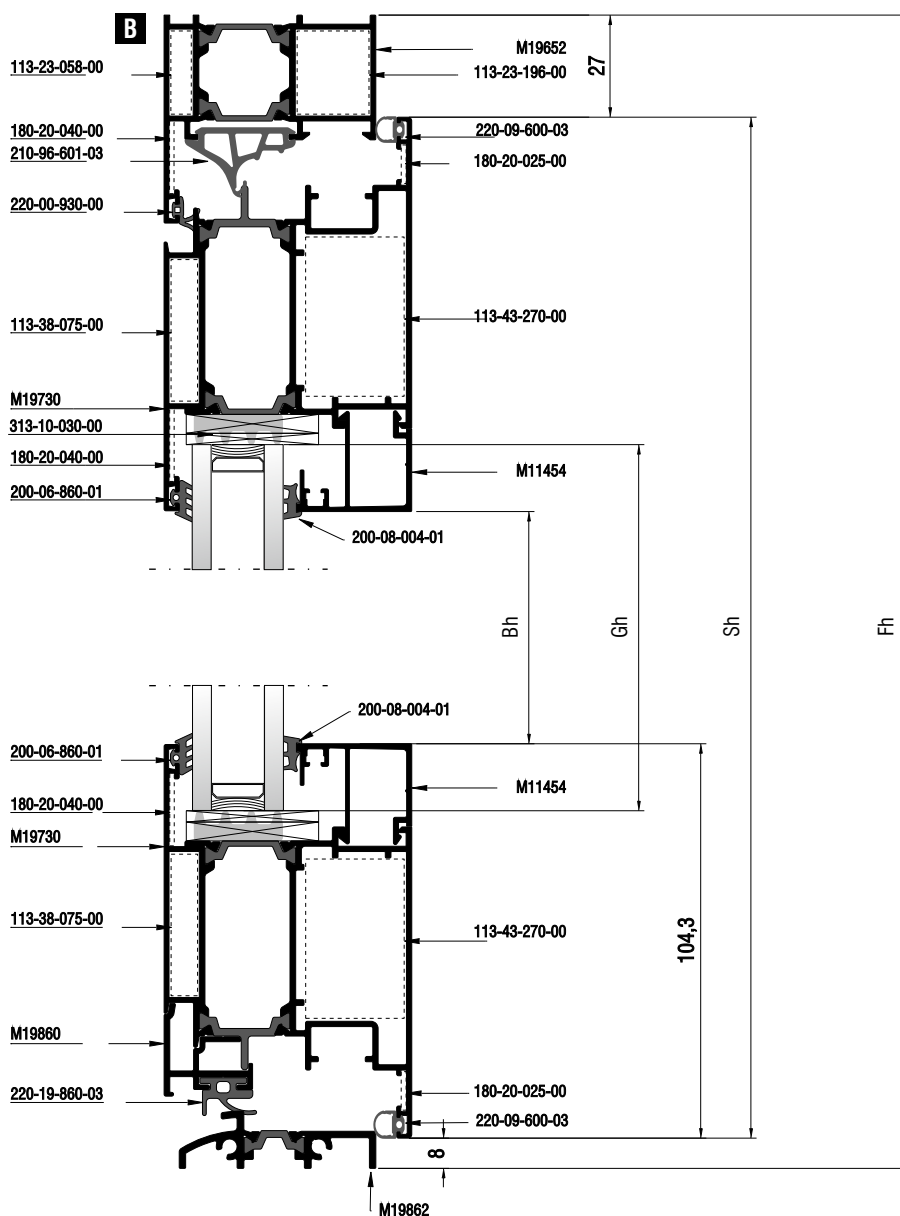 B
M19652
113-23-058-00
113-23-196-00
27
180-20-040-00
220-09-600-03
210-96-601-03
180-20-025-00
220-00-930-00
113-38-075-00
113-43-270-00
M19730
313-10-030-00
180-20-040-00
M11454
200-06-860-01
200-08-004-01
Bh
Gh
Sh
Fh
200-08-004-01
200-06-860-01
M11454
180-20-040-00
M19730
113-38-075-00
113-43-270-00
104,3
M19860
220-19-860-03
180-20-025-00
220-09-600-03
8
M19862